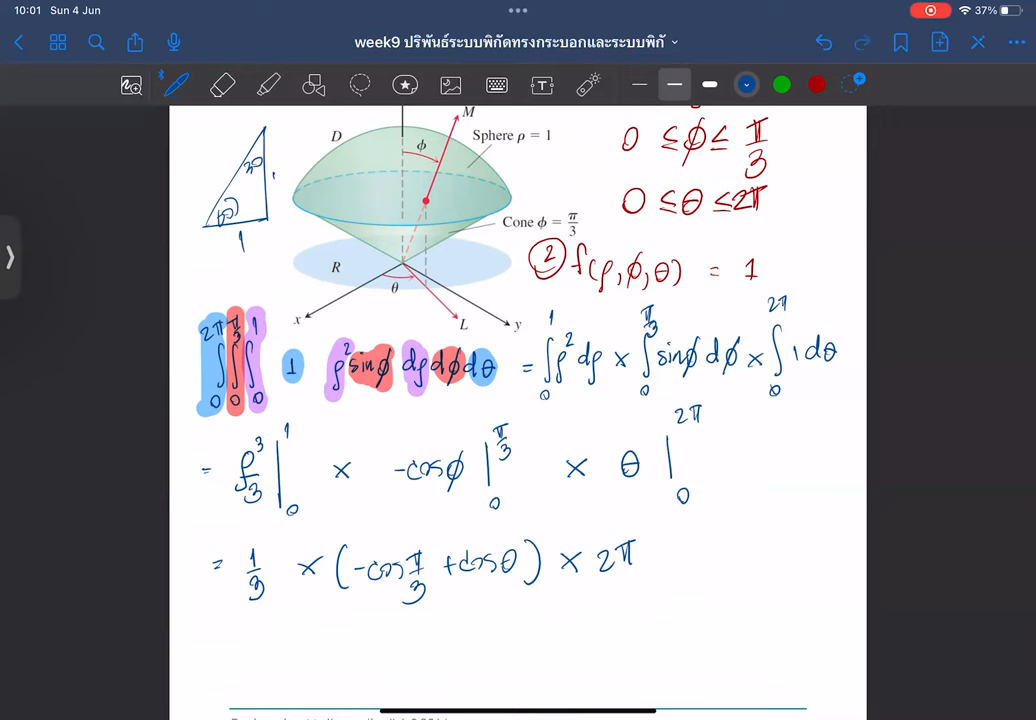 10:01 Sun 4 Jun
37%
week9 ปริพันธ์ระบบพิกัดทรงกระบอกและระบบพิกั
D
M
ϕ
Sphere ρ = 1
Cone ϕ = π/3
R
θ
x
L
y
30
60
1
0 ≤ ϕ ≤ π/3
0 ≤ θ ≤ 2π
② f(ρ,ϕ,θ) = 1
∫₀^2π ∫₀^π/3 ∫₀^1 1 ρ² sinϕ dρ dϕ dθ = ∫₀^1 ρ² dρ × ∫₀^π/3 sinϕ dϕ × ∫₀^2π 1 dθ
= ρ³/3 |₀^1 × -cosϕ |₀^π/3 × θ |₀^2π
= 1/3 × (-cos π/3 + cos θ) × 2π